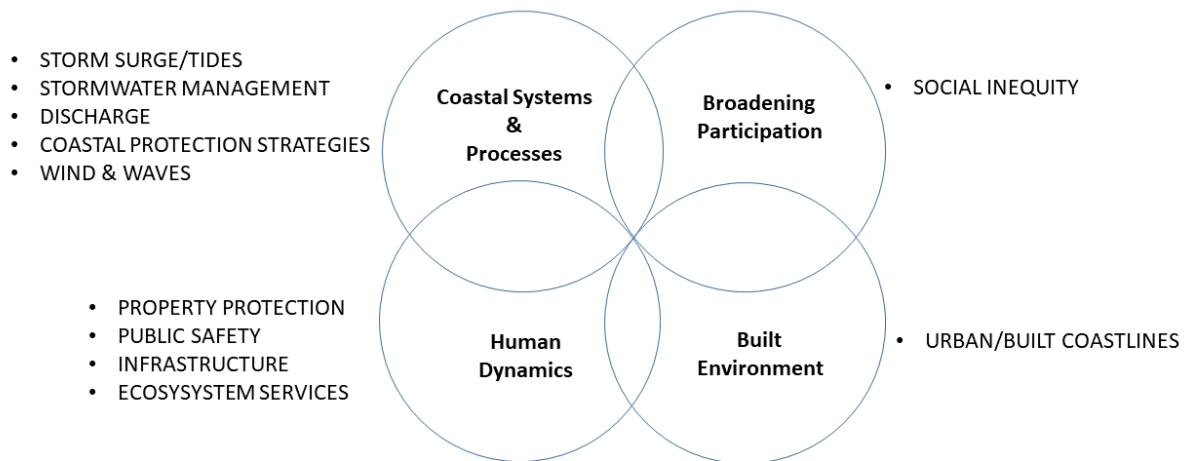 • STORM SURGE/TIDES
• STORMWATER MANAGEMENT
• DISCHARGE
• COASTAL PROTECTION STRATEGIES
• WIND & WAVES
Coastal Systems
&
Processes
Broadening
Participation
• SOCIAL INEQUITY
• PROPERTY PROTECTION
• PUBLIC SAFETY
• INFRASTRUCTURE
• ECOSYSYSTEM SERVICES
Human
Dynamics
Built
Environment
• URBAN/BUILT COASTLINES